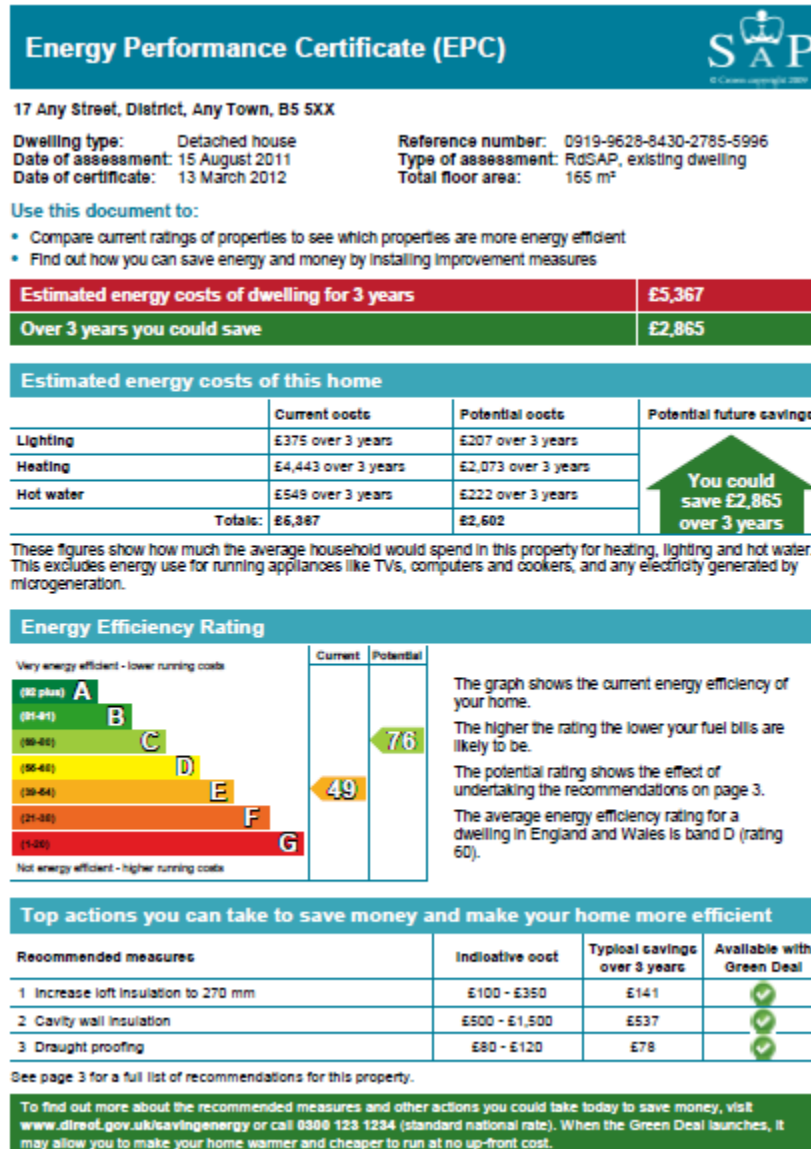 Energy Performance Certificate (EPC)
SAP
© Crown copyright 2009
17 Any Street, District, Any Town, B5 5XX
Dwelling type: Detached house
Date of assessment: 15 August 2011
Date of certificate: 13 March 2012
Reference number: 0919-9628-8430-2785-5996
Type of assessment: RdSAP, existing dwelling
Total floor area: 165 m²
Use this document to:
• Compare current ratings of properties to see which properties are more energy efficient
• Find out how you can save energy and money by installing improvement measures
Estimated energy costs of dwelling for 3 years £5,367
Over 3 years you could save £2,865
Estimated energy costs of this home
Current costs Potential costs Potential future savings
Lighting £375 over 3 years £207 over 3 years
Heating £4,443 over 3 years £2,073 over 3 years
Hot water £549 over 3 years £222 over 3 years
Totals: £5,367 £2,502
You could
save £2,865
over 3 years
These figures show how much the average household would spend in this property for heating, lighting and hot water.
This excludes energy use for running appliances like TVs, computers and cookers, and any electricity generated by
microgeneration.
Energy Efficiency Rating
Current Potential
Very energy efficient - lower running costs
(92 plus) A
(81-91) B
(69-80) C
(55-68) D
(39-54) E
(21-38) F
(1-20) G
76
49
Not energy efficient - higher running costs
The graph shows the current energy efficiency of
your home.
The higher the rating the lower your fuel bills are
likely to be.
The potential rating shows the effect of
undertaking the recommendations on page 3.
The average energy efficiency rating for a
dwelling in England and Wales is band D (rating
60).
Top actions you can take to save money and make your home more efficient
Recommended measures Indicative cost Typical savings over 3 years Available with Green Deal
1 Increase loft insulation to 270 mm £100 - £350 £141
2 Cavity wall insulation £500 - £1,500 £537
3 Draught proofing £80 - £120 £78
See page 3 for a full list of recommendations for this property.
To find out more about the recommended measures and other actions you could take today to save money, visit
www.direct.gov.uk/savingenergy or call 0300 123 1234 (standard national rate). When the Green Deal launches, it
may allow you to make your home warmer and cheaper to run at no up-front cost.